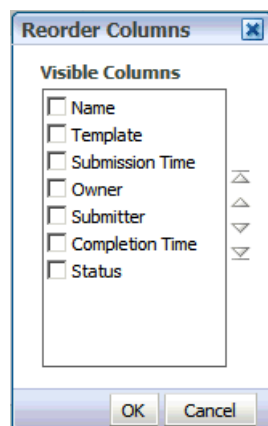 Reorder Columns
Visible Columns
Name
Template
Submission Time
Owner
Submitter
Completion Time
Status
OK Cancel